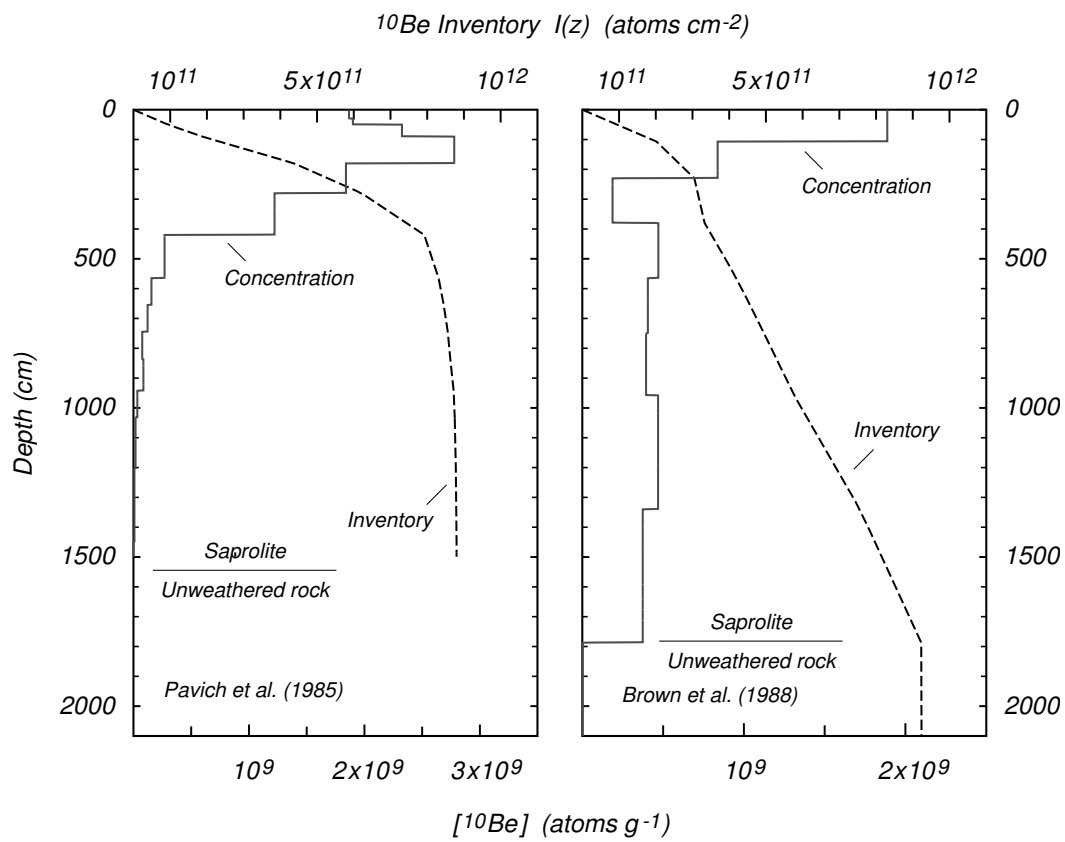 10Be Inventory I(z) (atoms cm-2)
10^11 5x10^11 10^12 10^11 5x10^11 10^12
0 0
Concentration
500 Concentration 500
Depth (cm)
1000 1000
Inventory
Inventory
1500 Saprolite 1500
Unweathered rock
Saprolite
Unweathered rock
Pavich et al. (1985) Brown et al. (1988)
2000 2000
10^9 2x10^9 3x10^9 10^9 2x10^9
[10Be] (atoms g-1)